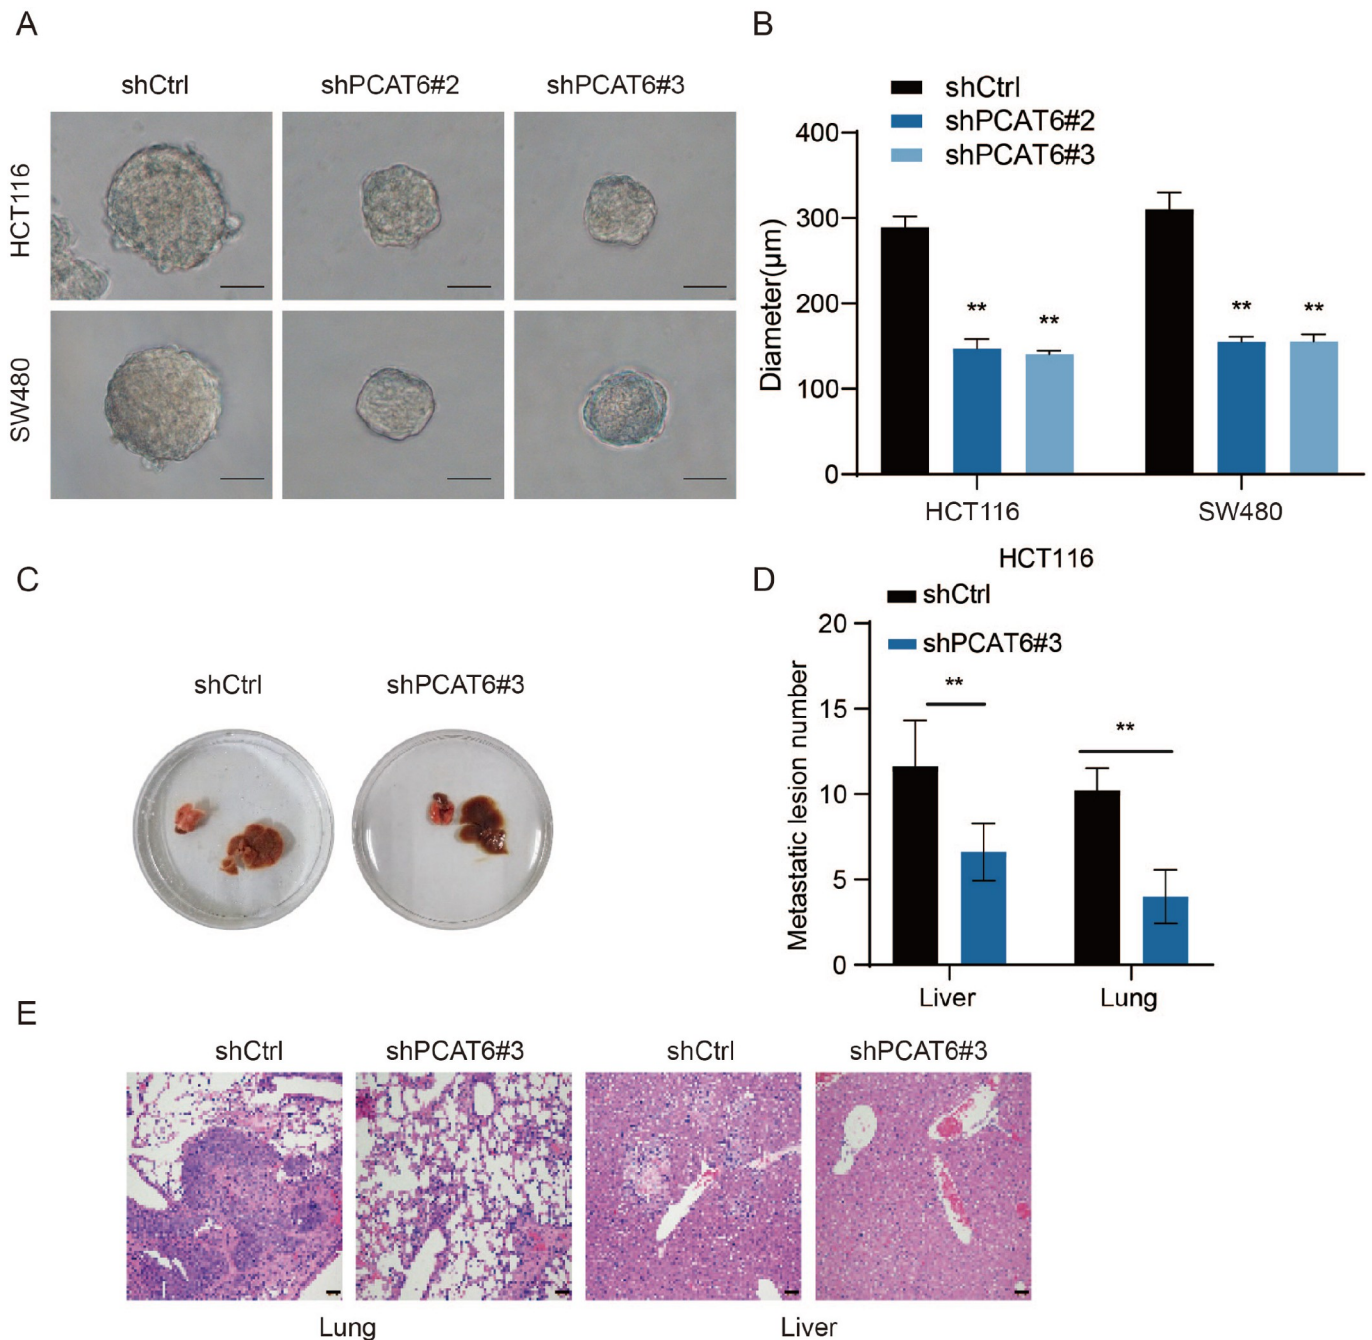 A
shCtrl shPCAT6#2 shPCAT6#3
HCT116
SW480
B
shCtrl
shPCAT6#2
shPCAT6#3
Diameter(μm)
400
300
200
100
0
** ** ** **
HCT116 SW480
C
shCtrl shPCAT6#3
D
HCT116
shCtrl
shPCAT6#3
Metastatic lesion number
20
15
10
5
0
** **
Liver Lung
E
shCtrl shPCAT6#3 shCtrl shPCAT6#3
Lung Liver